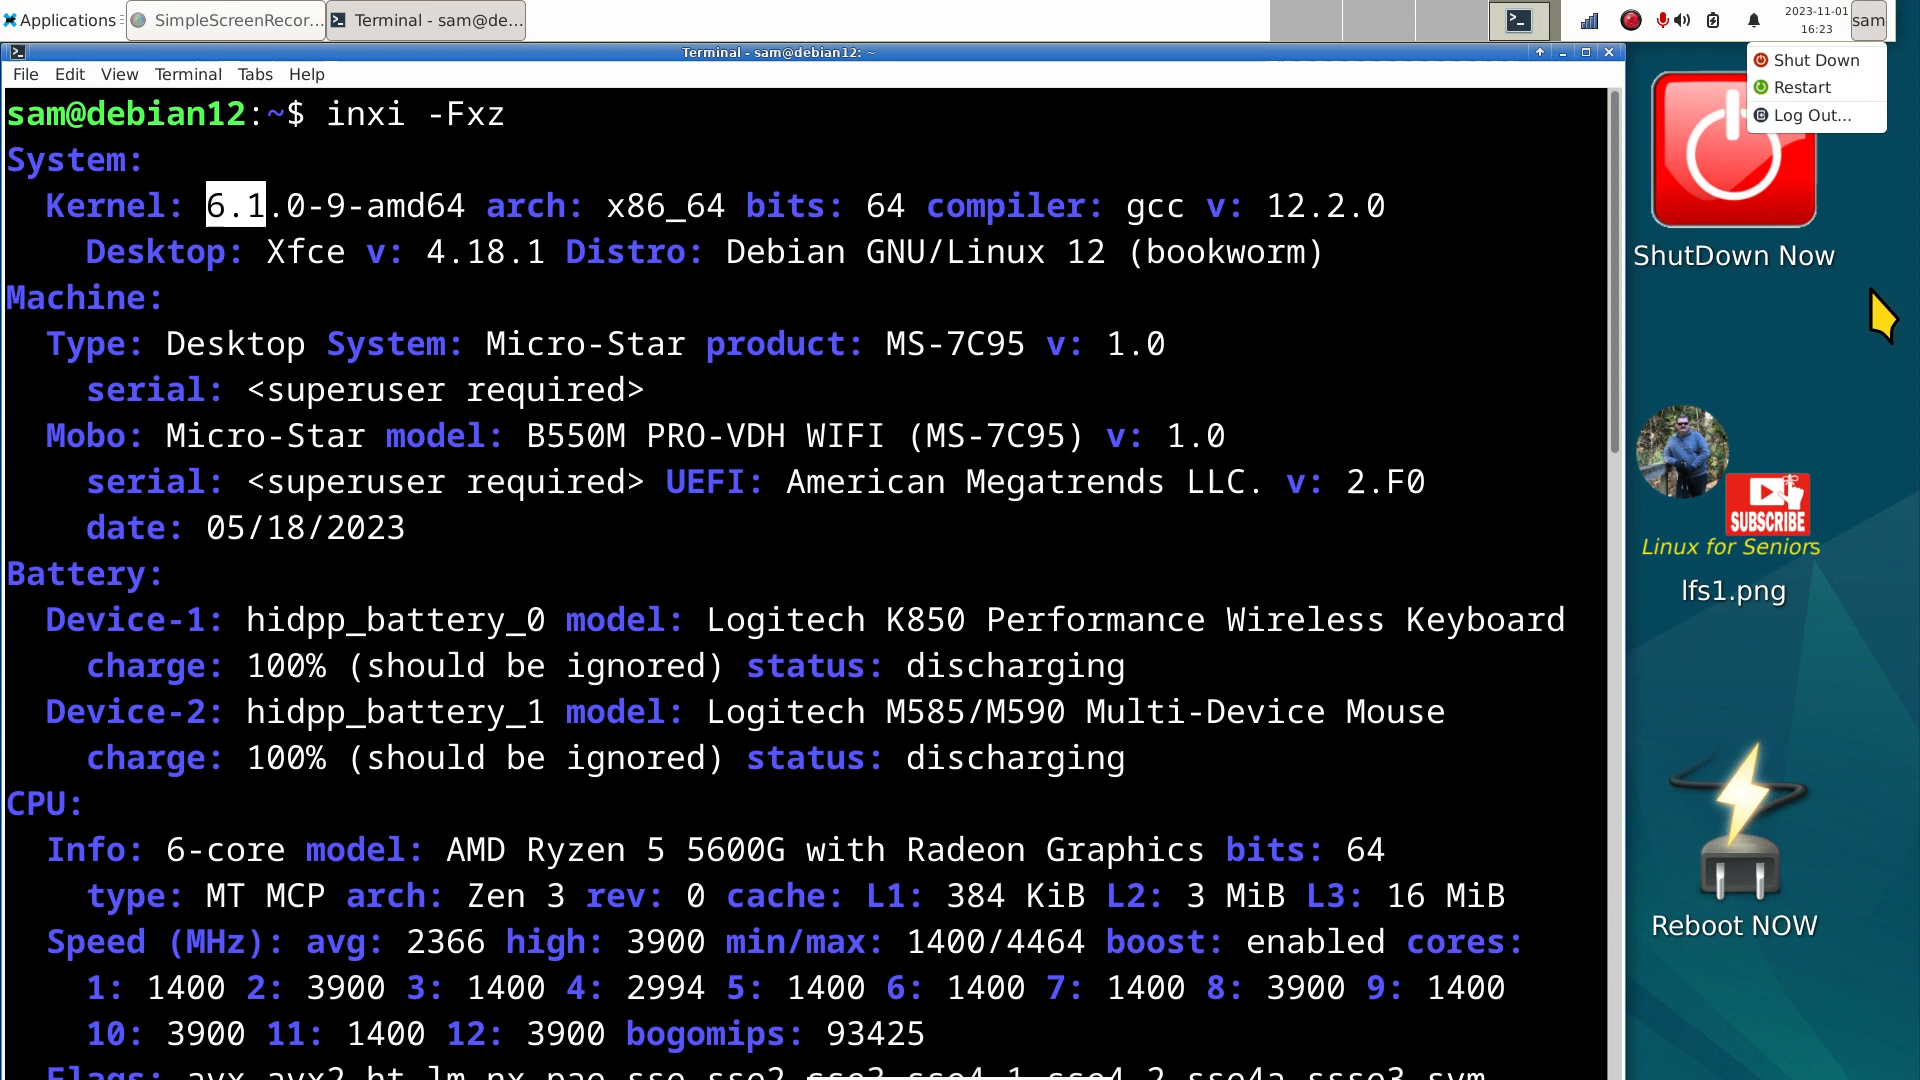 Applications
SimpleScreenRecor...
Terminal - sam@de...
2023-11-01
16:23
sam
Terminal - sam@debian12: ~
Shut Down
Restart
Log Out...
File Edit View Terminal Tabs Help
sam@debian12:~$ inxi -Fxz
System:
Kernel: 6.1.0-9-amd64 arch: x86_64 bits: 64 compiler: gcc v: 12.2.0
Desktop: Xfce v: 4.18.1 Distro: Debian GNU/Linux 12 (bookworm)
Machine:
Type: Desktop System: Micro-Star product: MS-7C95 v: 1.0
serial: <superuser required>
Mobo: Micro-Star model: B550M PRO-VDH WIFI (MS-7C95) v: 1.0
serial: <superuser required> UEFI: American Megatrends LLC. v: 2.F0
date: 05/18/2023
Battery:
Device-1: hidpp_battery_0 model: Logitech K850 Performance Wireless Keyboard
charge: 100% (should be ignored) status: discharging
Device-2: hidpp_battery_1 model: Logitech M585/M590 Multi-Device Mouse
charge: 100% (should be ignored) status: discharging
CPU:
Info: 6-core model: AMD Ryzen 5 5600G with Radeon Graphics bits: 64
type: MT MCP arch: Zen 3 rev: 0 cache: L1: 384 KiB L2: 3 MiB L3: 16 MiB
Speed (MHz): avg: 2366 high: 3900 min/max: 1400/4464 boost: enabled cores:
1: 1400 2: 3900 3: 1400 4: 2994 5: 1400 6: 1400 7: 1400 8: 3900 9: 1400
10: 3900 11: 1400 12: 3900 bogomips: 93425
Flags: avx avx2 ht lm nx pae sse sse2 sse3 sse4_1 sse4_2 sse4a ssse3 svm
ShutDown Now
SUBSCRIBE
Linux for Seniors
lfs1.png
Reboot NOW